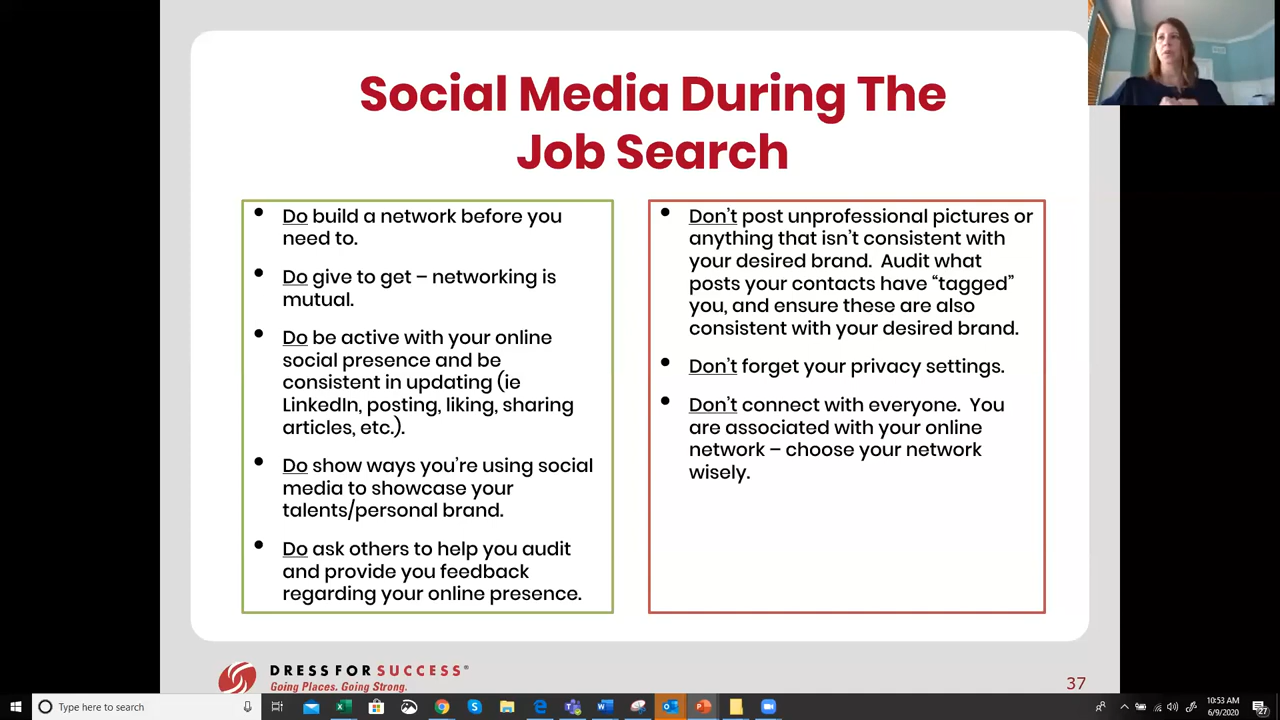 Social Media During The
Job Search
• Do build a network before you
need to.
• Do give to get – networking is
mutual.
• Do be active with your online
social presence and be
consistent in updating (ie
LinkedIn, posting, liking, sharing
articles, etc.).
• Do show ways you're using social
media to showcase your
talents/personal brand.
• Do ask others to help you audit
and provide you feedback
regarding your online presence.
• Don't post unprofessional pictures or
anything that isn't consistent with
your desired brand.  Audit what
posts your contacts have “tagged”
you, and ensure these are also
consistent with your desired brand.
• Don't forget your privacy settings.
• Don't connect with everyone.  You
are associated with your online
network – choose your network
wisely.
DRESS FOR SUCCESS®
Going Places. Going Strong.
37
Type here to search
10:53 AM
6/9/2020
27